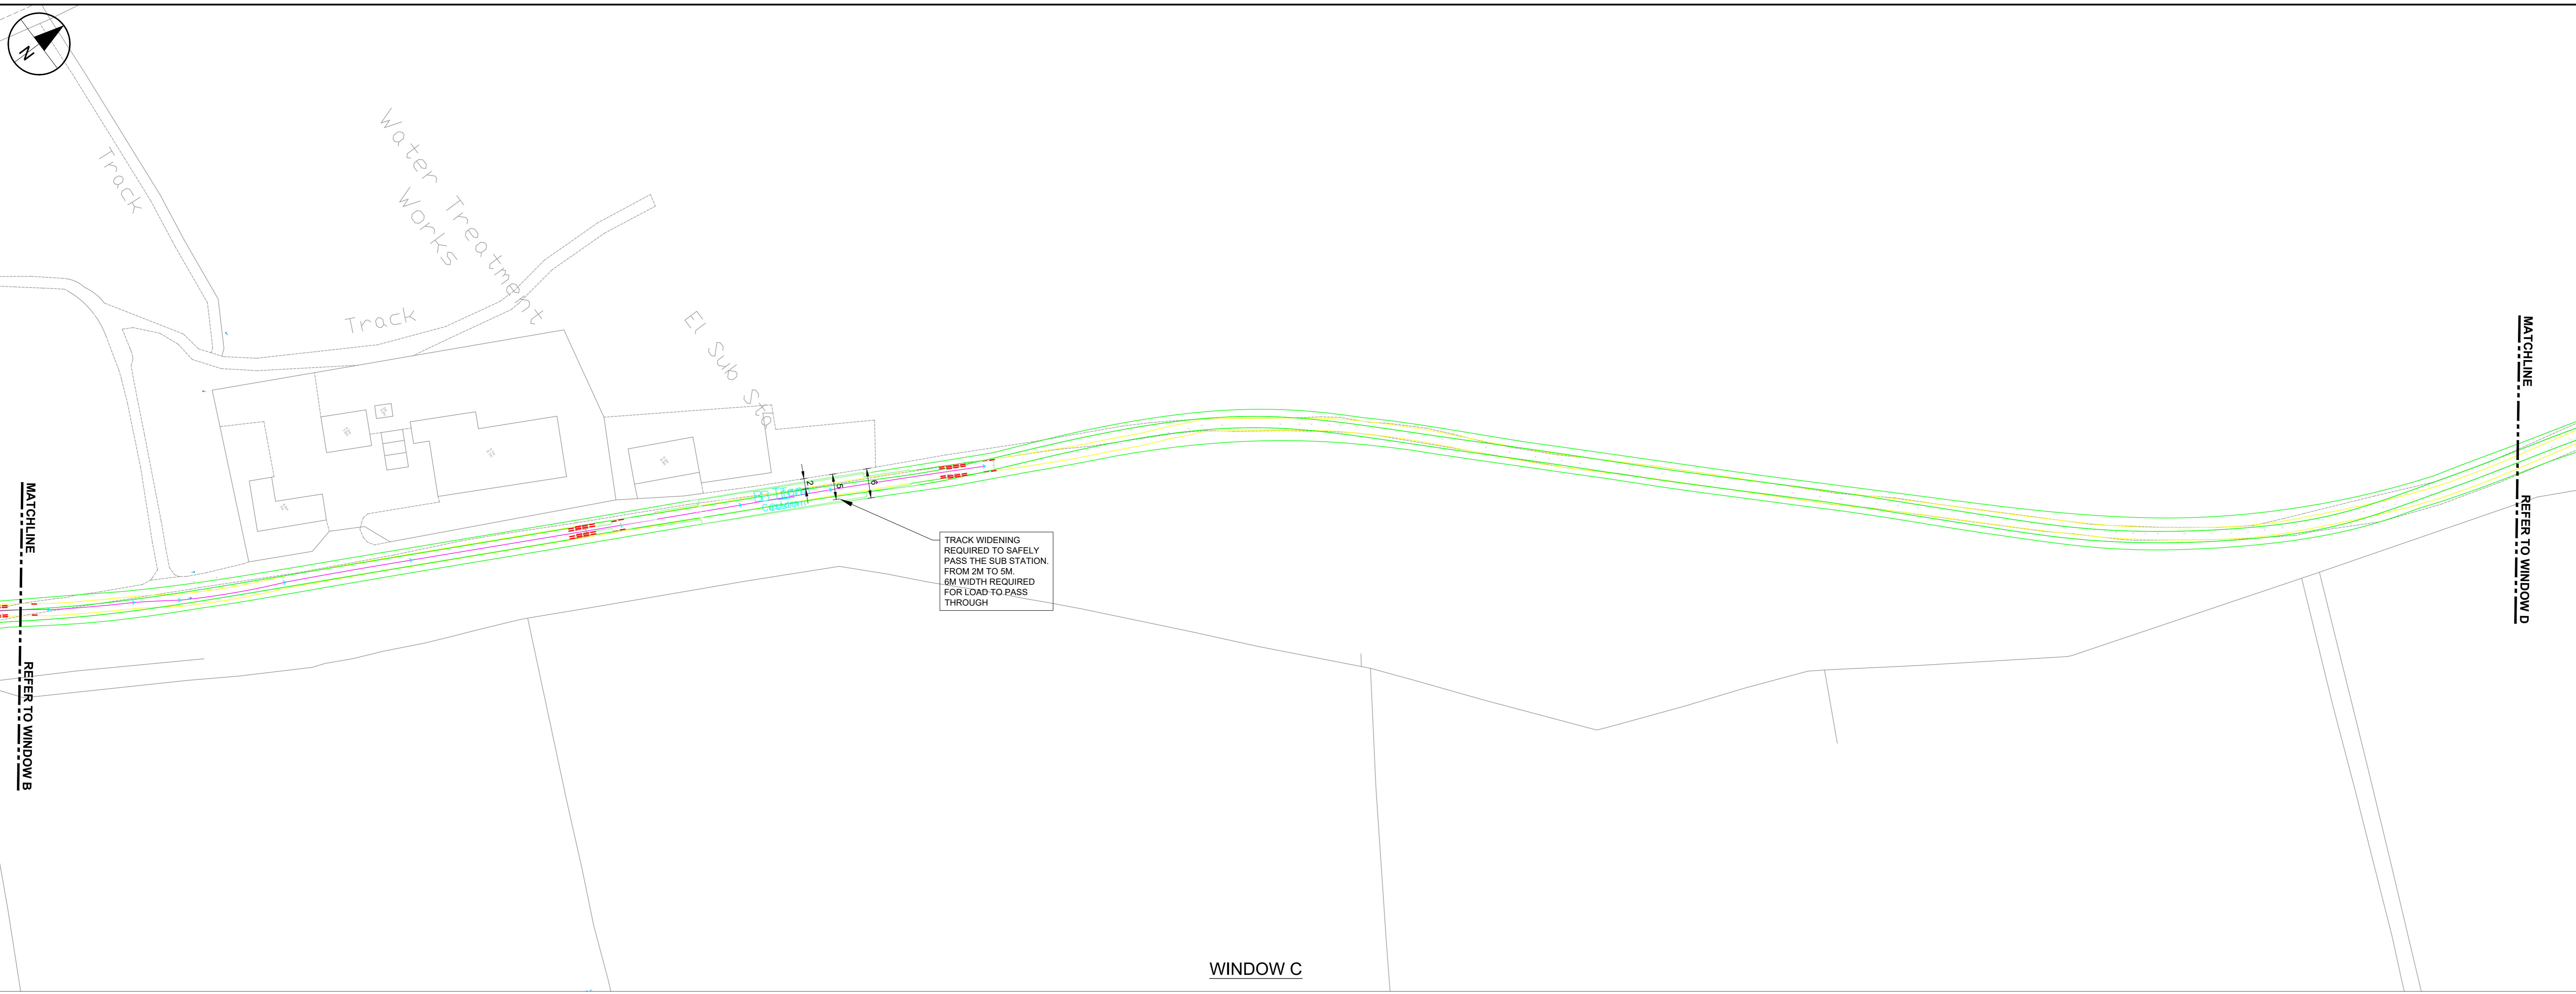 N
Track
Water Treatment
Works
Track
El Sub Sta
2
5
6
TRACK WIDENING
REQUIRED TO SAFELY
PASS THE SUB STATION.
FROM 2M TO 5M.
6M WIDTH REQUIRED
FOR LOAD TO PASS
THROUGH
MATCHLINE
REFER TO WINDOW B
MATCHLINE
REFER TO WINDOW D
WINDOW C